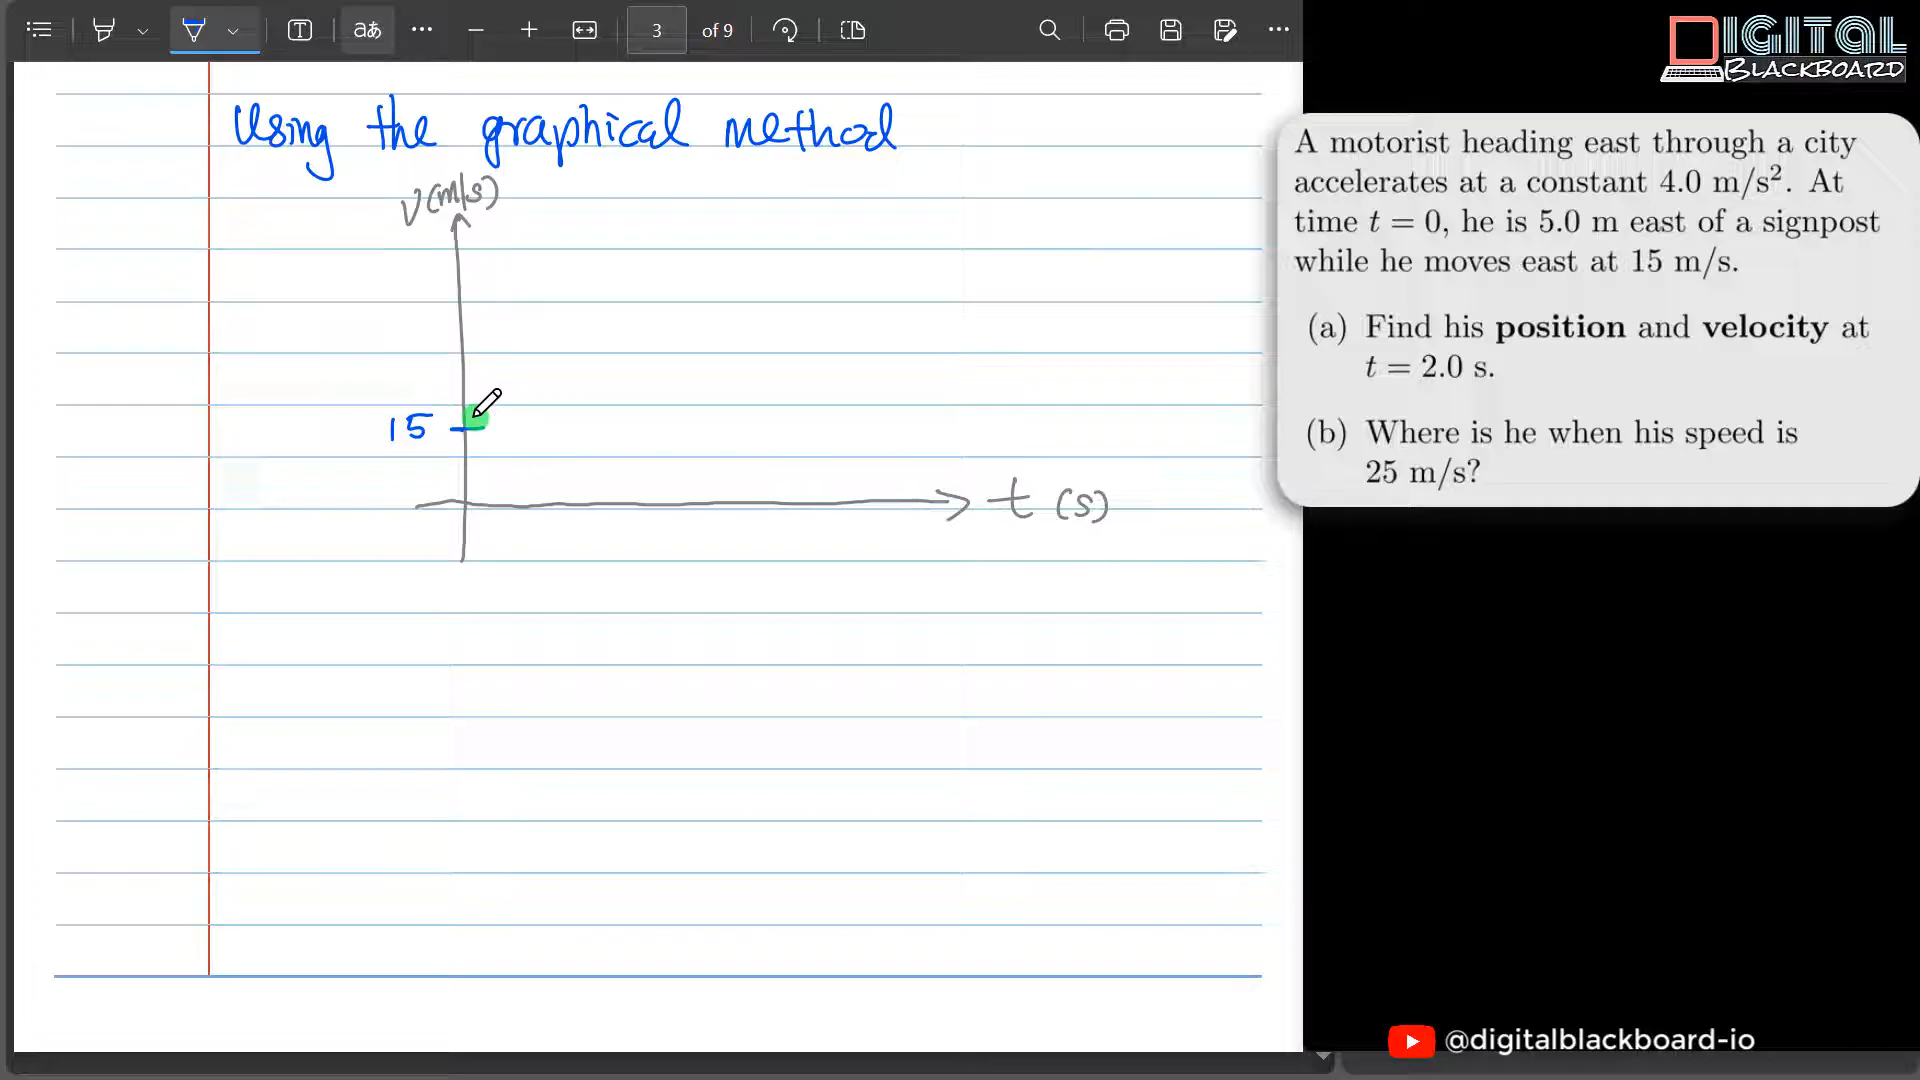 aあ
3 of 9
DIGITAL
BLACKBOARD
Using the graphical method
V(m/s)
15
t (s)
A motorist heading east through a city
accelerates at a constant 4.0 m/s². At
time t = 0, he is 5.0 m east of a signpost
while he moves east at 15 m/s.
(a) Find his position and velocity at
t = 2.0 s.
(b) Where is he when his speed is
25 m/s?
@digitalblackboard-io